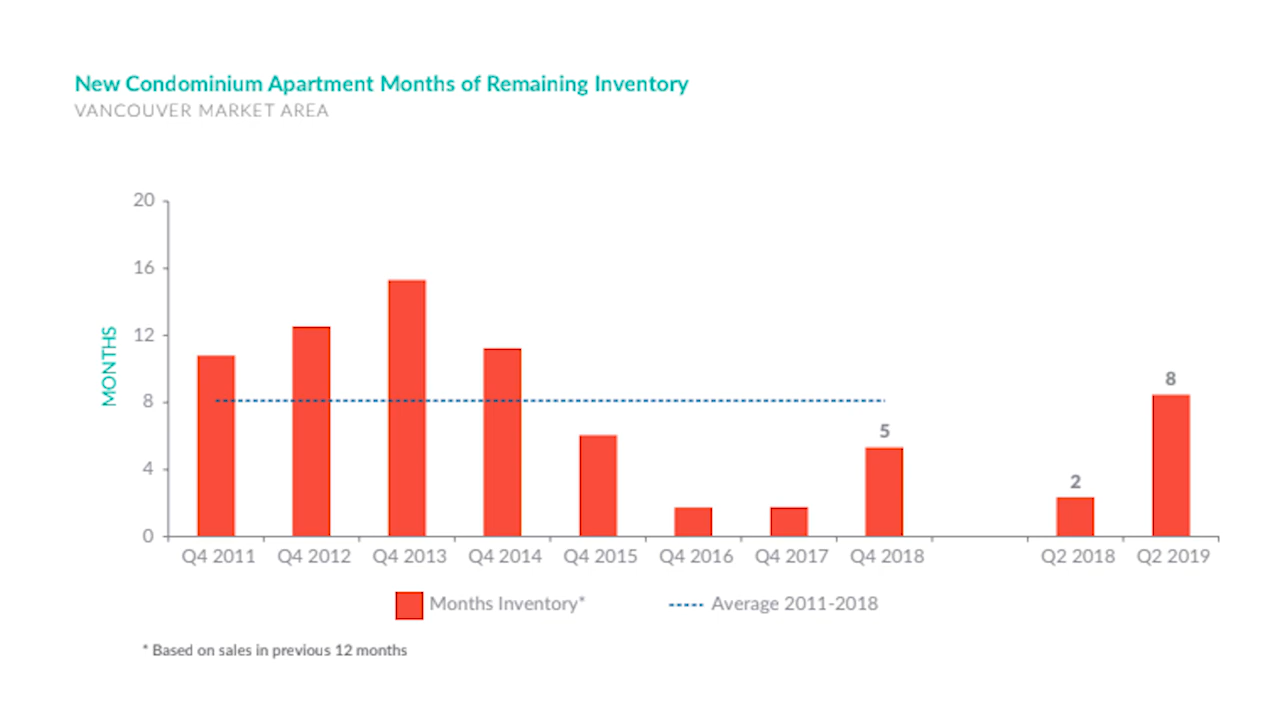 New Condominium Apartment Months of Remaining Inventory
VANCOUVER MARKET AREA
20
16
12
8
4
0
MONTHS
5
2
8
Q4 2011 Q4 2012 Q4 2013 Q4 2014 Q4 2015 Q4 2016 Q4 2017 Q4 2018 Q2 2018 Q2 2019
Months Inventory* Average 2011-2018
* Based on sales in previous 12 months